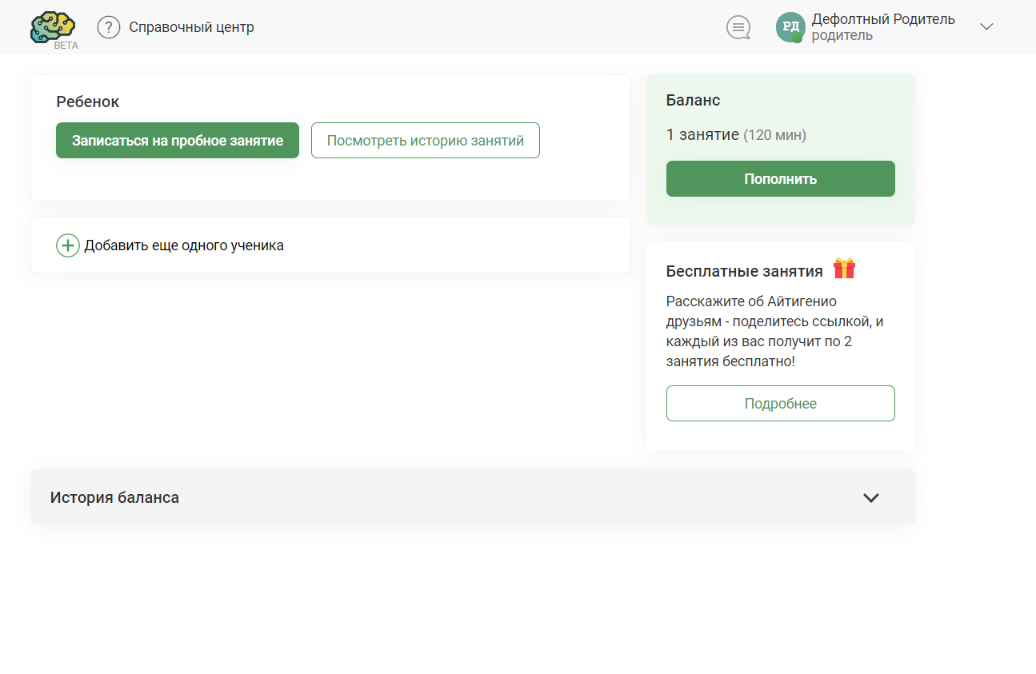 BETA
? Справочный центр
РД
Дефолтный Родитель
родитель
Ребенок
Записаться на пробное занятие
Посмотреть историю занятий
Добавить еще одного ученика
Баланс
1 занятие (120 мин)
Пополнить
Бесплатные занятия
Расскажите об Айтигенио
друзьям - поделитесь ссылкой, и
каждый из вас получит по 2
занятия бесплатно!
Подробнее
История баланса